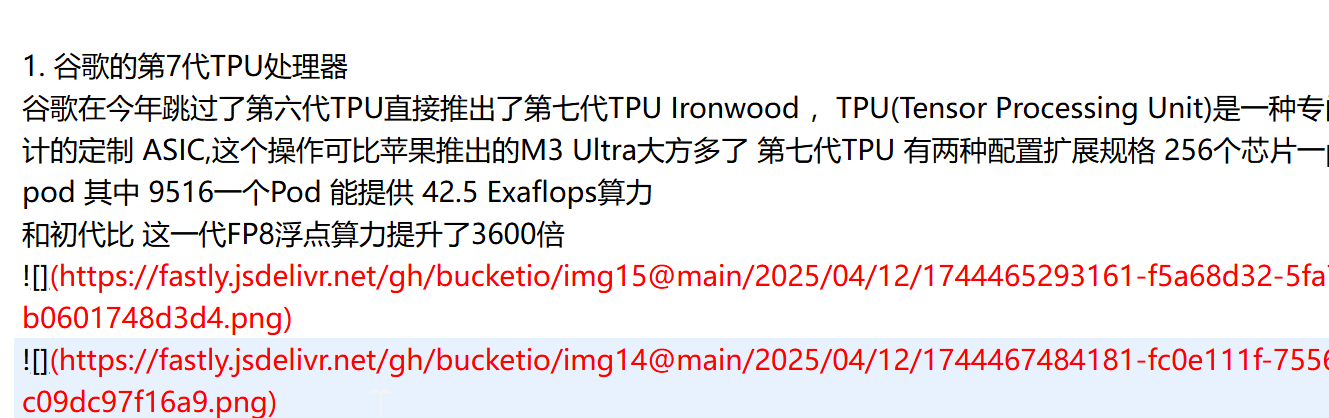 1. 谷歌的第7代TPU处理器
谷歌在今年跳过了第六代TPU直接推出了第七代TPU Ironwood ，TPU(Tensor Processing Unit)是一种专
计的定制 ASIC,这个操作可比苹果推出的M3 Ultra大方多了 第七代TPU 有两种配置扩展规格 256个芯片一
pod 其中 9516一个Pod 能提供 42.5 Exaflops算力
和初代比 这一代FP8浮点算力提升了3600倍
![](https://fastly.jsdelivr.net/gh/bucketio/img15@main/2025/04/12/1744465293161-f5a68d32-5fa
b0601748d3d4.png)
![](https://fastly.jsdelivr.net/gh/bucketio/img14@main/2025/04/12/1744467484181-fc0e111f-7556
c09dc97f16a9.png)